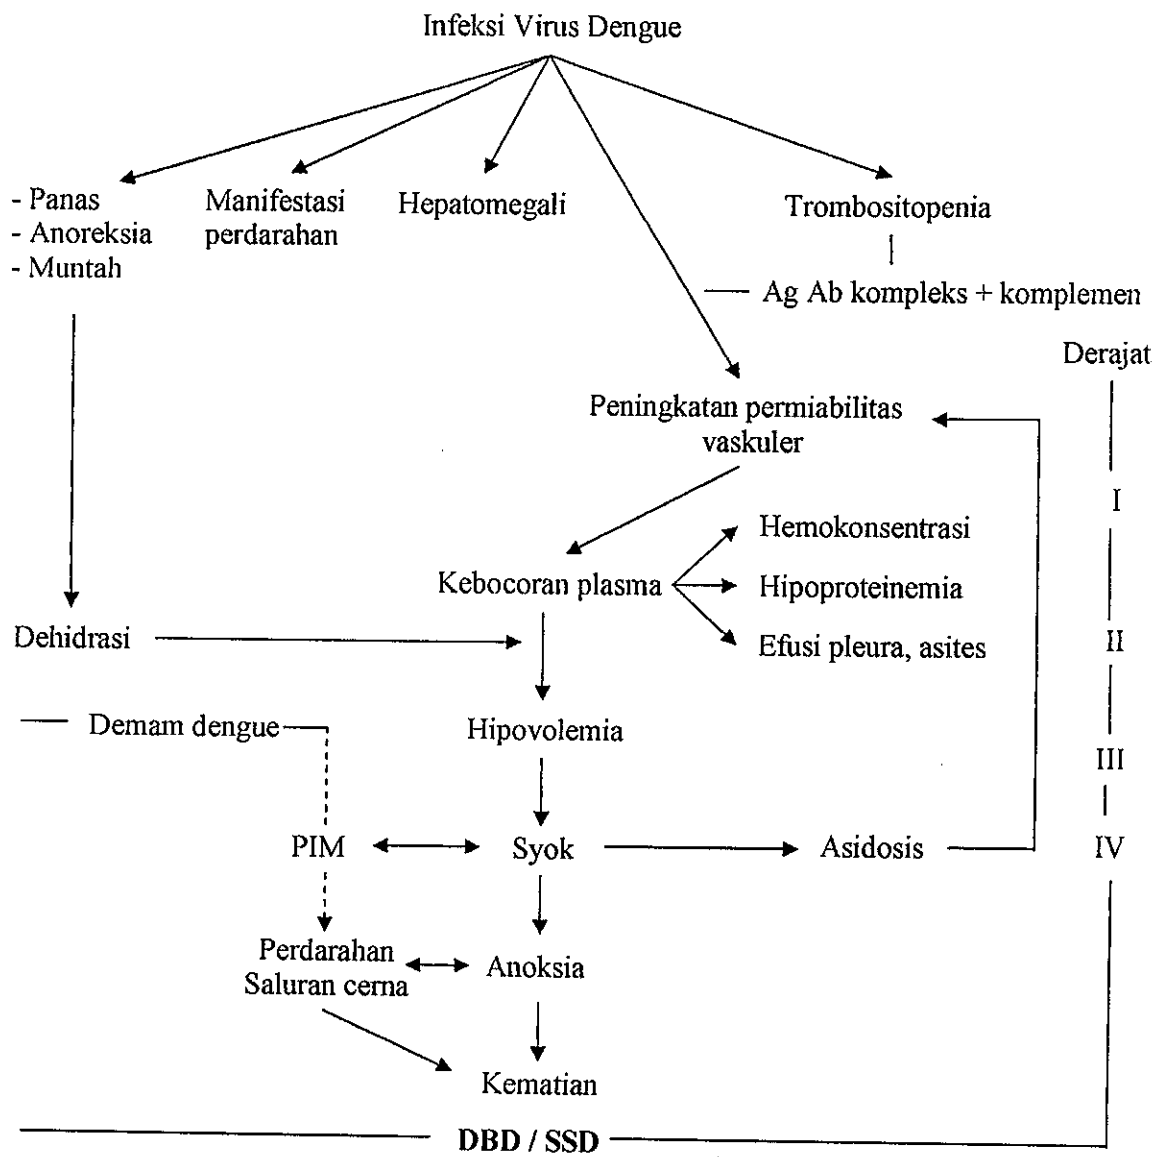 Infeksi Virus Dengue
- Panas
- Anoreksia
- Muntah
Manifestasi
perdarahan
Hepatomegali
Trombositopenia
Ag Ab kompleks + komplemen
Derajat
Peningkatan permiabilitas
vaskuler
I
Hemokonsentrasi
Kebocoran plasma
Hipoproteinemia
Dehidrasi
Efusi pleura, asites
II
Demam dengue
Hipovolemia
III
PIM
Syok
Asidosis
IV
Perdarahan
Saluran cerna
Anoksia
Kematian
DBD / SSD